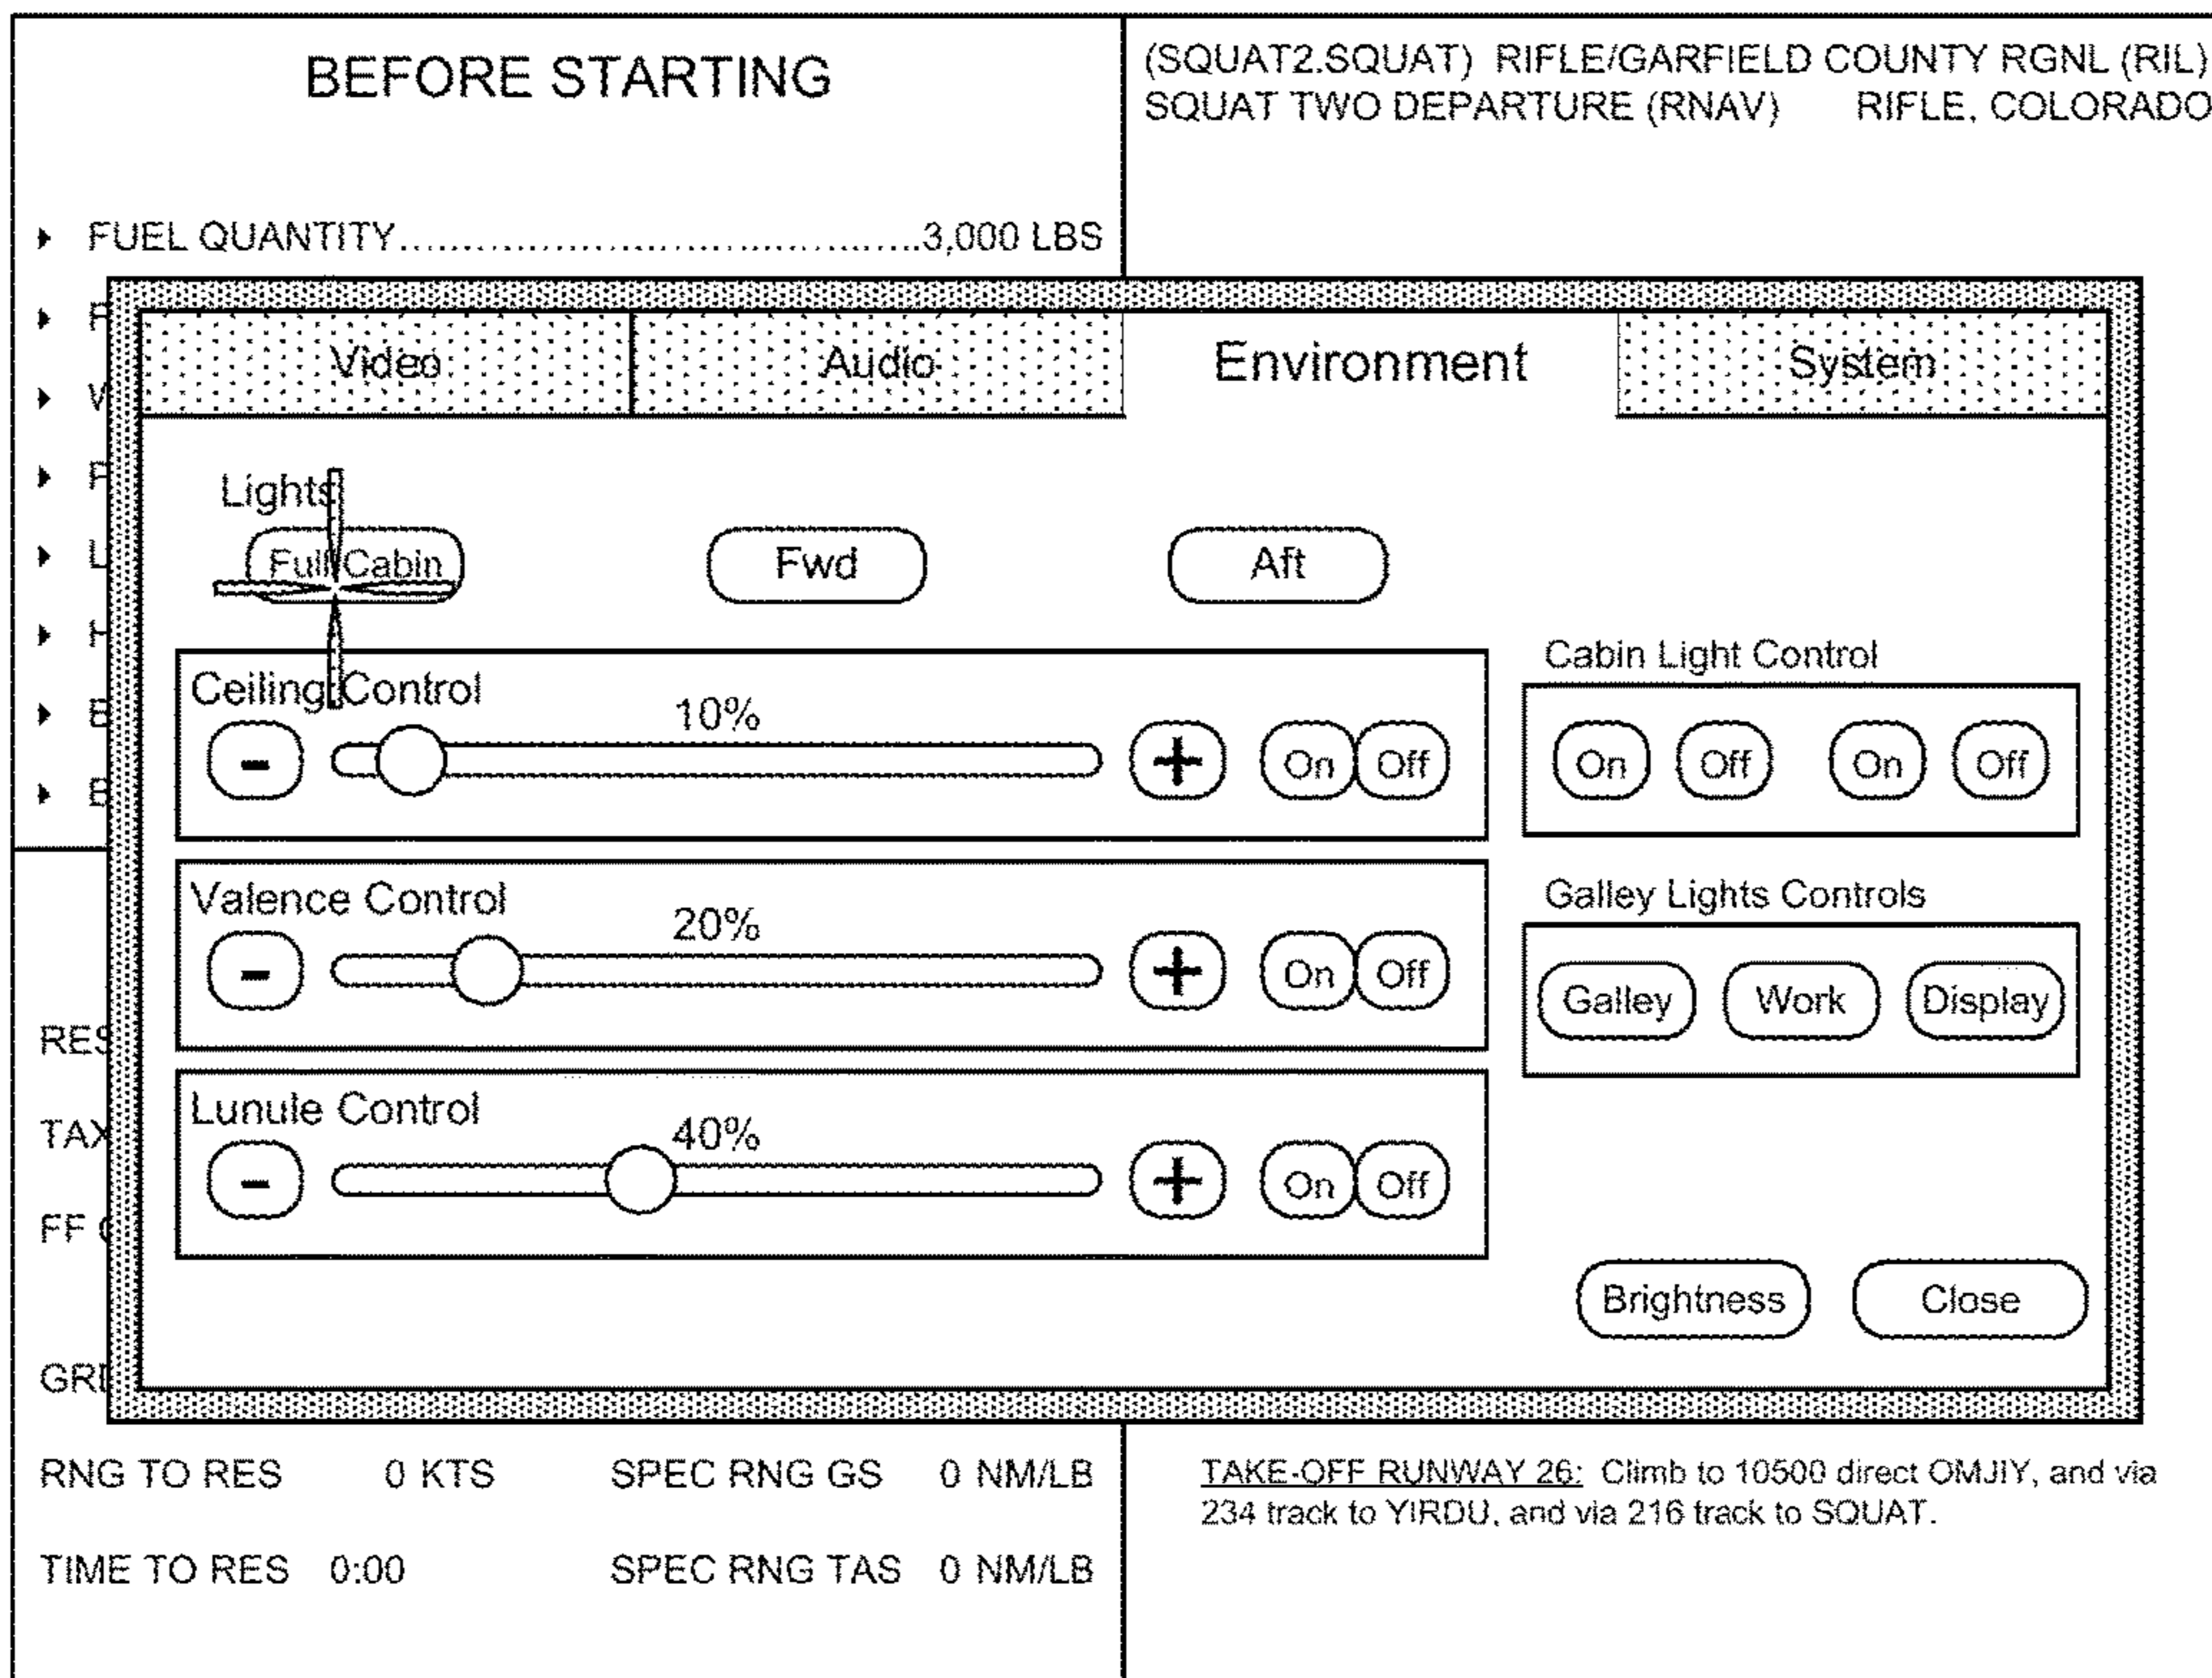 BEFORE STARTING
(SQUAT2.SQUAT) RIFLE/GARFIELD COUNTY RGNL (RIL)
SQUAT TWO DEPARTURE (RNAV) RIFLE, COLORADO
FUEL QUANTITY.....................................3,000 LBS
Video Audio Environment System
Lights
Full Cabin Fwd Aft
Ceiling Control
10%
- + On Off
Valence Control
20%
- + On Off
Lunule Control
40%
- + On Off
Cabin Light Control
On Off On Off
Galley Lights Controls
Galley Work Display
Brightness Close
RES
TAX
FF
RNG TO RES 0 KTS SPEC RNG GS 0 NM/LB
TIME TO RES 0:00 SPEC RNG TAS 0 NM/LB
TAKE-OFF RUNWAY 26: Climb to 10500 direct OMJIY, and via
234 track to YIRDU, and via 216 track to SQUAT.